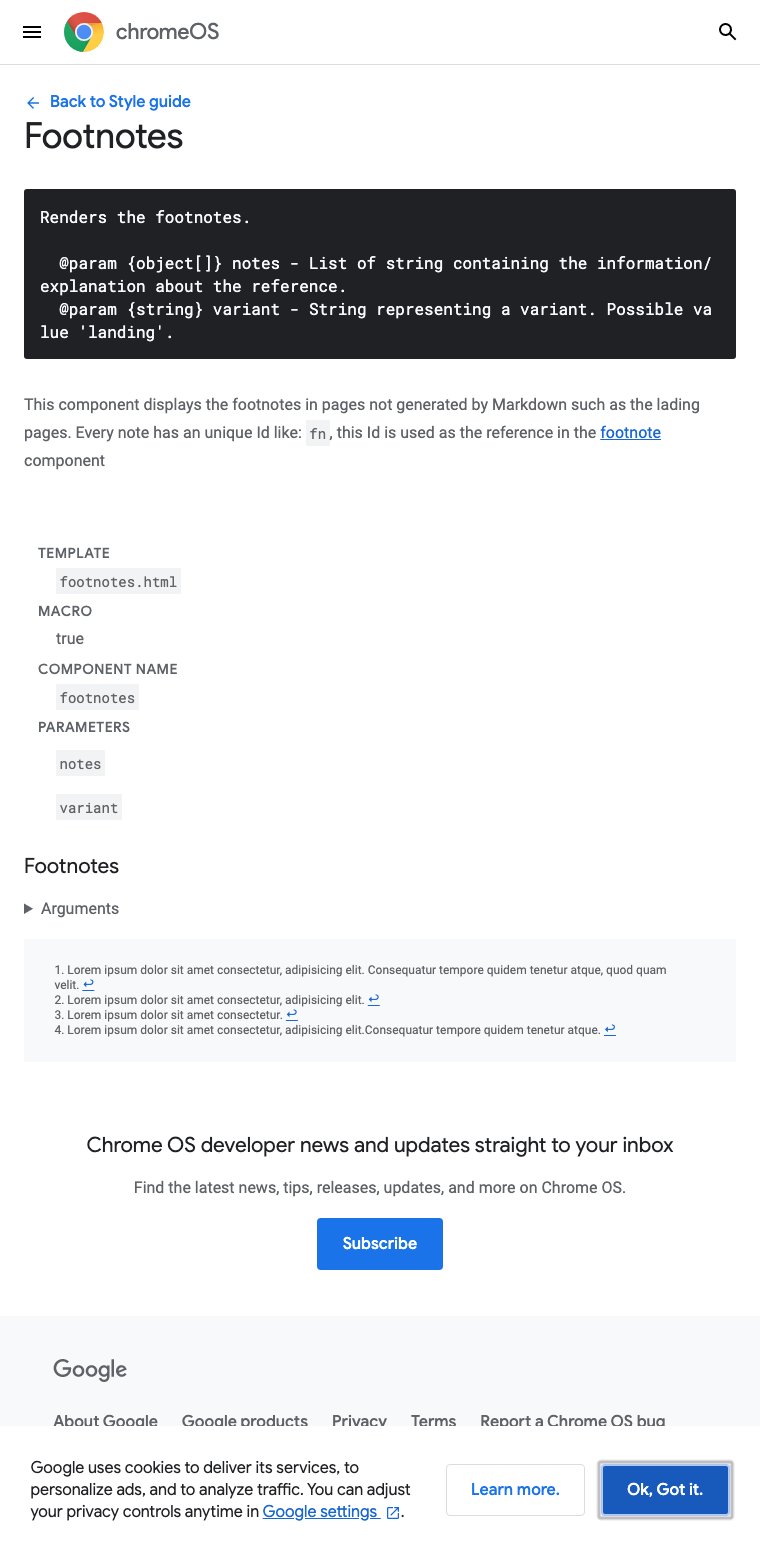 chromeOS
Back to Style guide
Footnotes
Renders the footnotes.
@param {object[]} notes - List of string containing the information/
explanation about the reference.
@param {string} variant - String representing a variant. Possible va
lue 'landing'.
This component displays the footnotes in pages not generated by Markdown such as the lading
pages. Every note has an unique Id like: fn, this Id is used as the reference in the footnote
component
TEMPLATE
footnotes.html
MACRO
true
COMPONENT NAME
footnotes
PARAMETERS
notes
variant
Footnotes
Arguments
1. Lorem ipsum dolor sit amet consectetur, adipisicing elit. Consequatur tempore quidem tenetur atque, quod quam
velit. ↩
2. Lorem ipsum dolor sit amet consectetur, adipisicing elit. ↩
3. Lorem ipsum dolor sit amet consectetur. ↩
4. Lorem ipsum dolor sit amet consectetur, adipisicing elit.Consequatur tempore quidem tenetur atque. ↩
Chrome OS developer news and updates straight to your inbox
Find the latest news, tips, releases, updates, and more on Chrome OS.
Subscribe
Google
About Google Google products Privacy Terms Report a Chrome OS bug
Google uses cookies to deliver its services, to
personalize ads, and to analyze traffic. You can adjust
your privacy controls anytime in Google settings .
Learn more.
Ok, Got it.